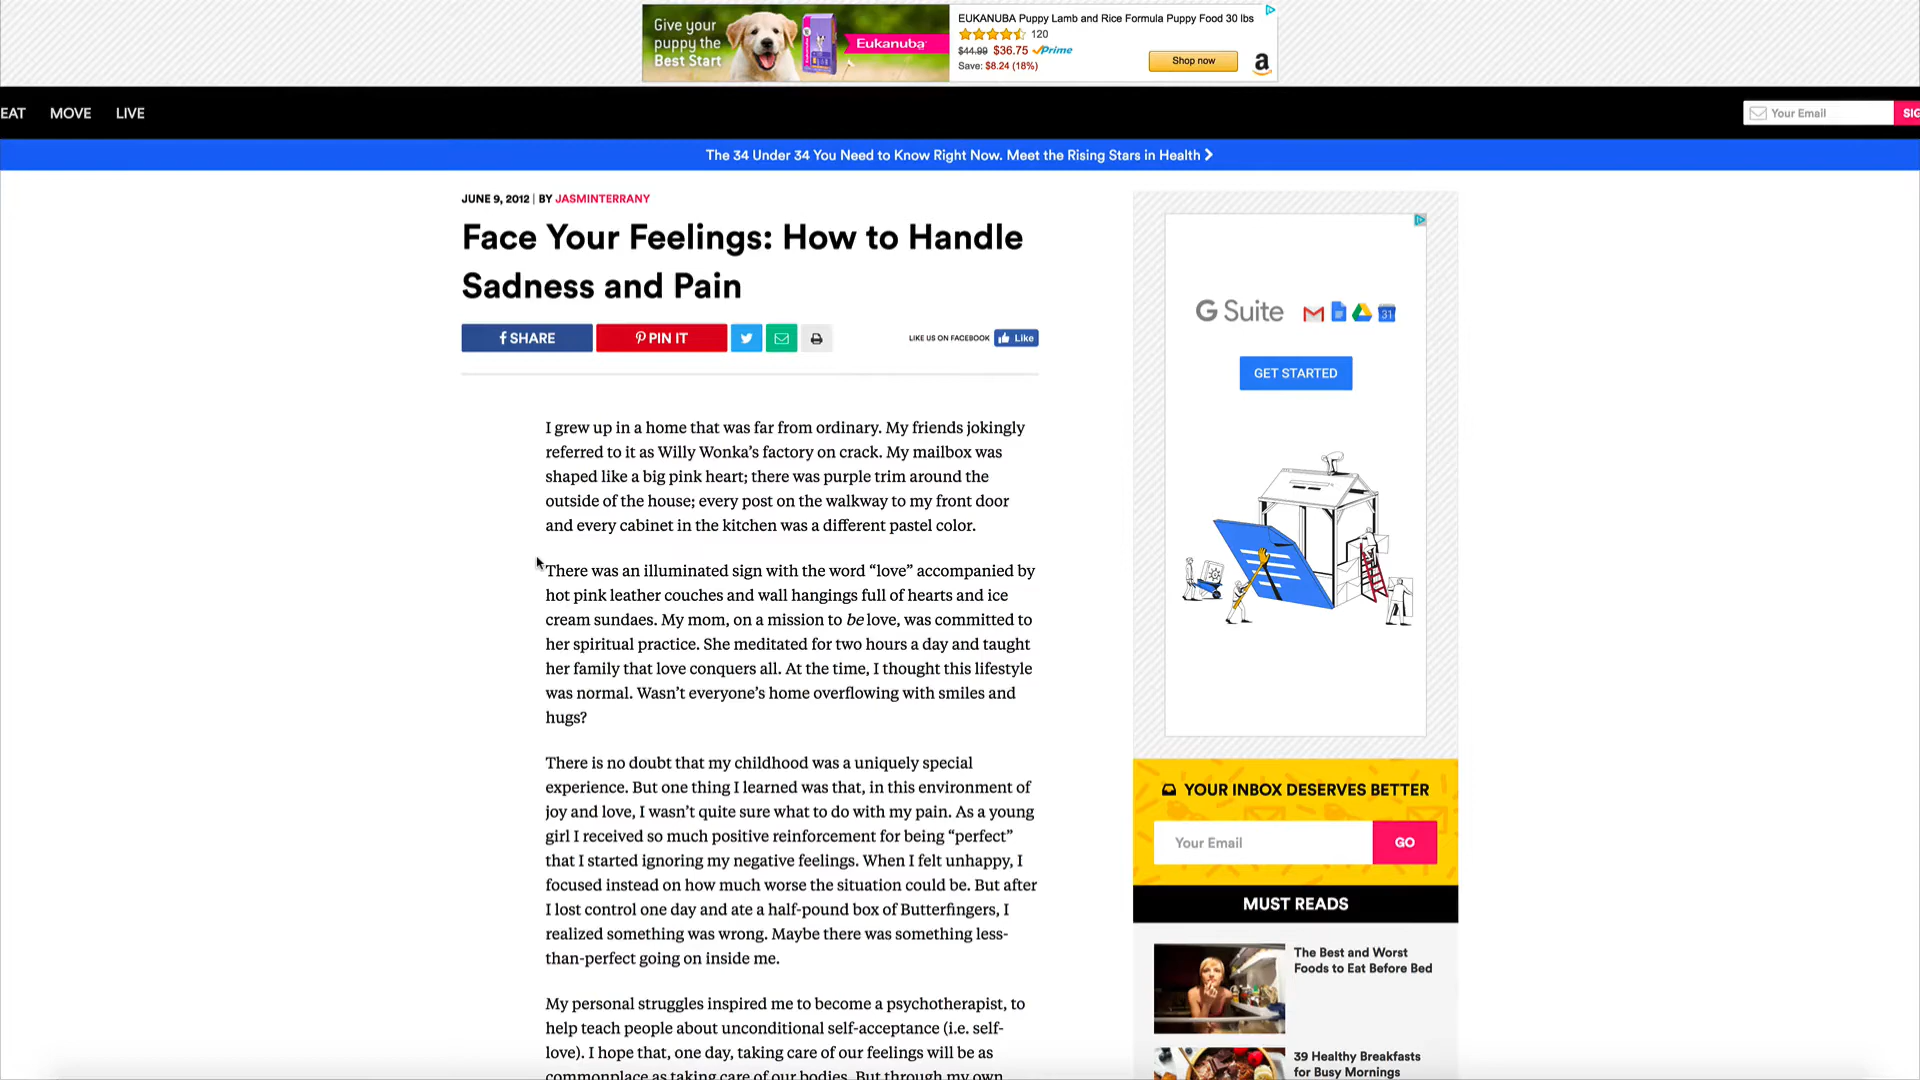 Give your
puppy the
Best Start
Eukanuba
EUKANUBA Puppy Lamb and Rice Formula Puppy Food 30 lbs
120
$44.99 $36.75 Prime
Save: $8.24 (18%)
Shop now
a
EAT MOVE LIVE
Your Email
SIG
The 34 Under 34 You Need to Know Right Now. Meet the Rising Stars in Health
JUNE 9, 2012 | BY JASMINTERRANY
Face Your Feelings: How to Handle
Sadness and Pain
SHARE
PIN IT
LIKE US ON FACEBOOK
Like
I grew up in a home that was far from ordinary. My friends jokingly
referred to it as Willy Wonka’s factory on crack. My mailbox was
shaped like a big pink heart; there was purple trim around the
outside of the house; every post on the walkway to my front door
and every cabinet in the kitchen was a different pastel color.
There was an illuminated sign with the word “love” accompanied by
hot pink leather couches and wall hangings full of hearts and ice
cream sundaes. My mom, on a mission to be love, was committed to
her spiritual practice. She meditated for two hours a day and taught
her family that love conquers all. At the time, I thought this lifestyle
was normal. Wasn’t everyone’s home overflowing with smiles and
hugs?
There is no doubt that my childhood was a uniquely special
experience. But one thing I learned was that, in this environment of
joy and love, I wasn’t quite sure what to do with my pain. As a young
girl I received so much positive reinforcement for being “perfect”
that I started ignoring my negative feelings. When I felt unhappy, I
focused instead on how much worse the situation could be. But after
I lost control one day and ate a half-pound box of Butterfingers, I
realized something was wrong. Maybe there was something less-
than-perfect going on inside me.
My personal struggles inspired me to become a psychotherapist, to
help teach people about unconditional self-acceptance (i.e. self-
love). I hope that, one day, taking care of our feelings will be as
commonplace as taking care of our bodies. But through my own
G Suite
31
GET STARTED
YOUR INBOX DESERVES BETTER
Your Email
GO
MUST READS
The Best and Worst
Foods to Eat Before Bed
39 Healthy Breakfasts
for Busy Mornings